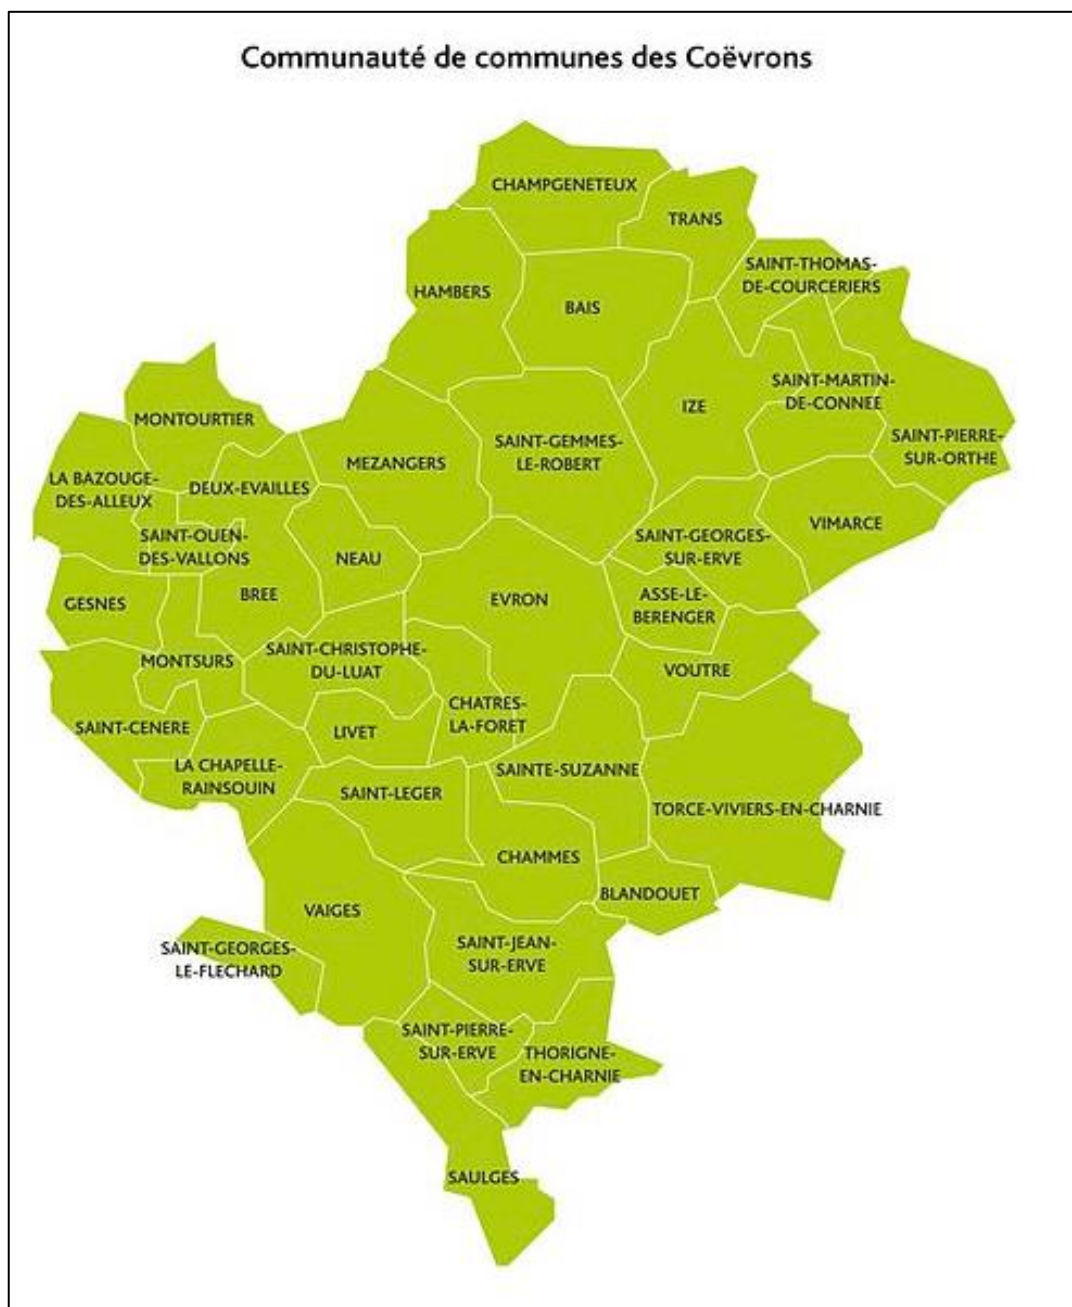 Communauté de communes des Coëvrons
CHAMPGENETEUX
TRANS
SAINT-THOMAS-
DE-COURCERIERS
HAMBERS
BAIS
SAINT-MARTIN-
DE-CONNEE
IZE
MONTOURTIER
SAINT-PIERRE-
SUR-ORTHE
SAINT-GEMMES-
LE-ROBERT
MEZANGERS
LA BAZOUGE-
DES-ALLEUX
DEUX-EVAILLES
VIMARCE
SAINT-OUEN-
DES-VALLONS
SAINT-GEORGES-
SUR-ERVE
NEAU
GESNES
BREE
EVRON
ASSE-LE-
BERENGER
MONTSURS
SAINT-CHRISTOPHE-
DU-LUAT
VOUTRE
CHATRES-
LA-FORET
SAINT-CENERE
LIVET
LA CHAPELLE-
RAINSOUIN
SAINTE-SUZANNE
SAINT-LEGER
TORCE-VIVIERS-EN-CHARNIE
CHAMMES
BLANDOUET
VAIGES
SAINT-GEORGES-
LE-FLECHARD
SAINT-JEAN-
SUR-ERVE
SAINT-PIERRE-
SUR-ERVE
THORIGNE-
EN-CHARNIE
SAULGES